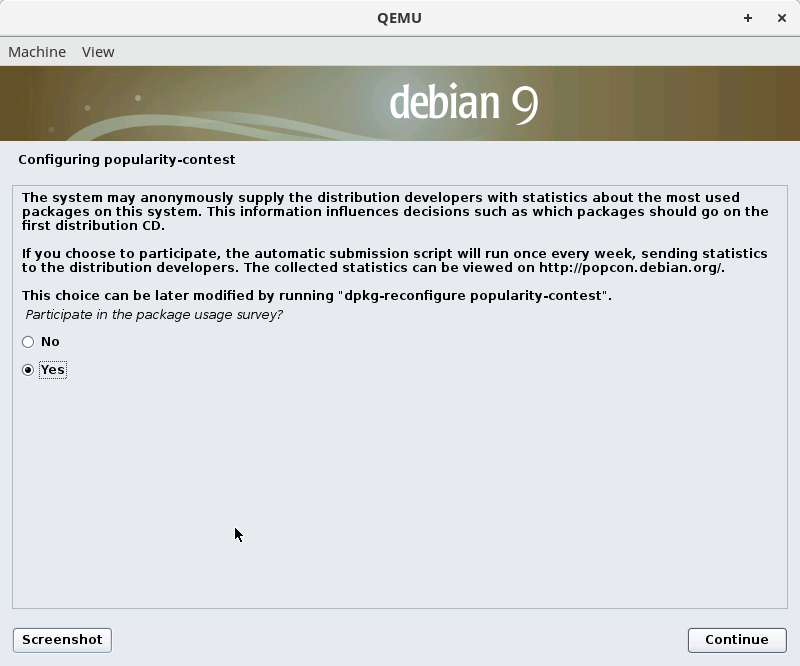 QEMU
Machine View
debian 9
Configuring popularity-contest
The system may anonymously supply the distribution developers with statistics about the most used
packages on this system. This information influences decisions such as which packages should go on the
first distribution CD.
If you choose to participate, the automatic submission script will run once every week, sending statistics
to the distribution developers. The collected statistics can be viewed on http://popcon.debian.org/.
This choice can be later modified by running "dpkg-reconfigure popularity-contest".
Participate in the package usage survey?
No
Yes
Screenshot Continue